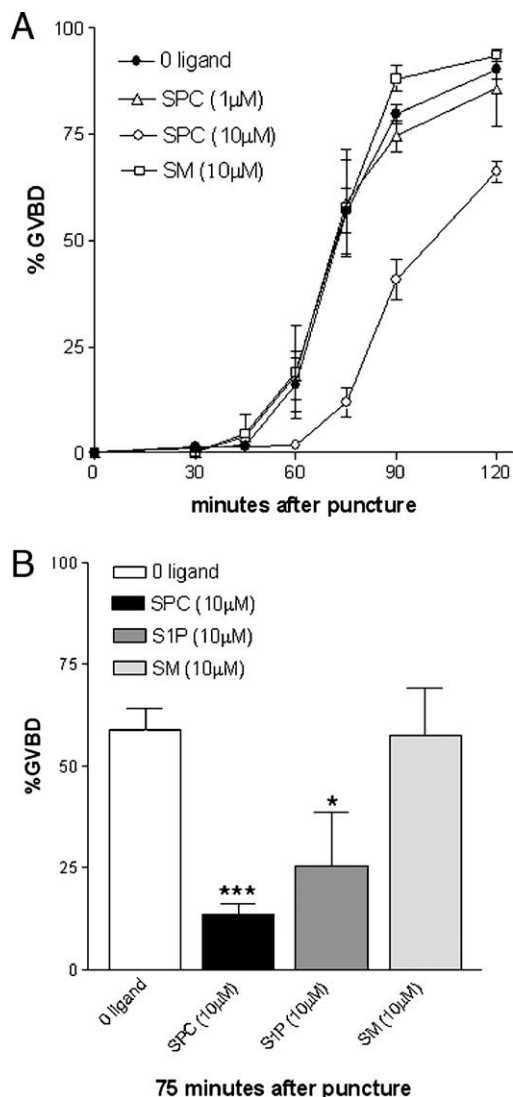 A
100
75
50
25
0
% GVBD
0 ligand
SPC (1µM)
SPC (10µM)
SM (10µM)
0 30 45 60 75 90 120
minutes after puncture
B
100
75
50
25
0
%GVBD
0 ligand
SPC (10µM)
S1P (10µM)
SM (10µM)
***
*
0 ligand
SPC (10µM)
S1P (10µM)
SM (10µM)
75 minutes after puncture